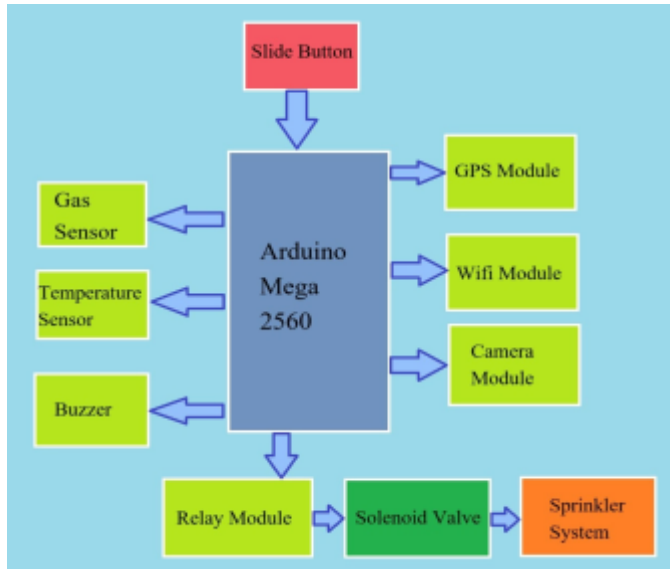 Slide Button
GPS Module
Gas
Sensor
Arduino
Mega
2560
Wifi Module
Temperature
Sensor
Camera
Module
Buzzer
Relay Module
Solenoid Valve
Sprinkler
System